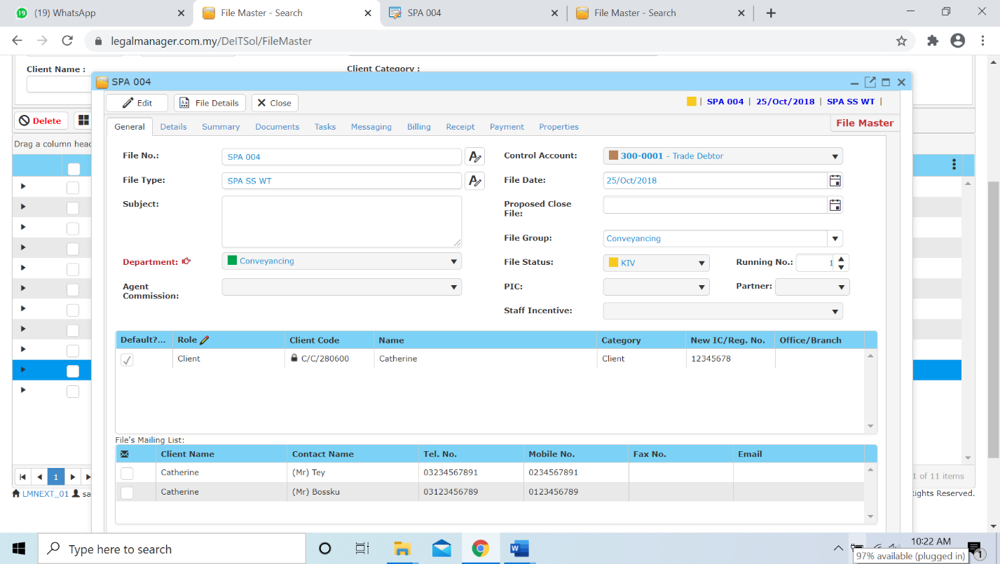 (19) WhatsApp
File Master - Search
SPA 004
File Master - Search
legalmanager.com.my/DeITSol/FileMaster
Client Name :
Client Category :
SPA 004
Edit
File Details
Close
| SPA 004 | 25/Oct/2018 | SPA SS WT |
Delete
General
Details
Summary
Documents
Tasks
Messaging
Billing
Receipt
Payment
Properties
File Master
Drag a column head
File No.:
SPA 004
Control Account:
300-0001 - Trade Debtor
File Type:
SPA SS WT
File Date:
25/Oct/2018
Subject:
Proposed Close
File:
File Group:
Conveyancing
Department:
Conveyancing
File Status:
KIV
Running No.:
1
Agent
Commission:
PIC:
Partner:
Staff Incentive:
Default?...
Role
Client Code
Name
Category
New IC/Reg. No.
Office/Branch
Client
C/C/280600
Catherine
Client
12345678
File's Mailing List:
Client Name
Contact Name
Tel. No.
Mobile No.
Fax No.
Email
Catherine
(Mr) Tey
03234567891
0234567891
Catherine
(Mr) Bossku
03123456789
0123456789
1
1 of 11 items
LMNEXT_01
sa
Rights Reserved.
Type here to search
10:22 AM
97% available (plugged in)
1